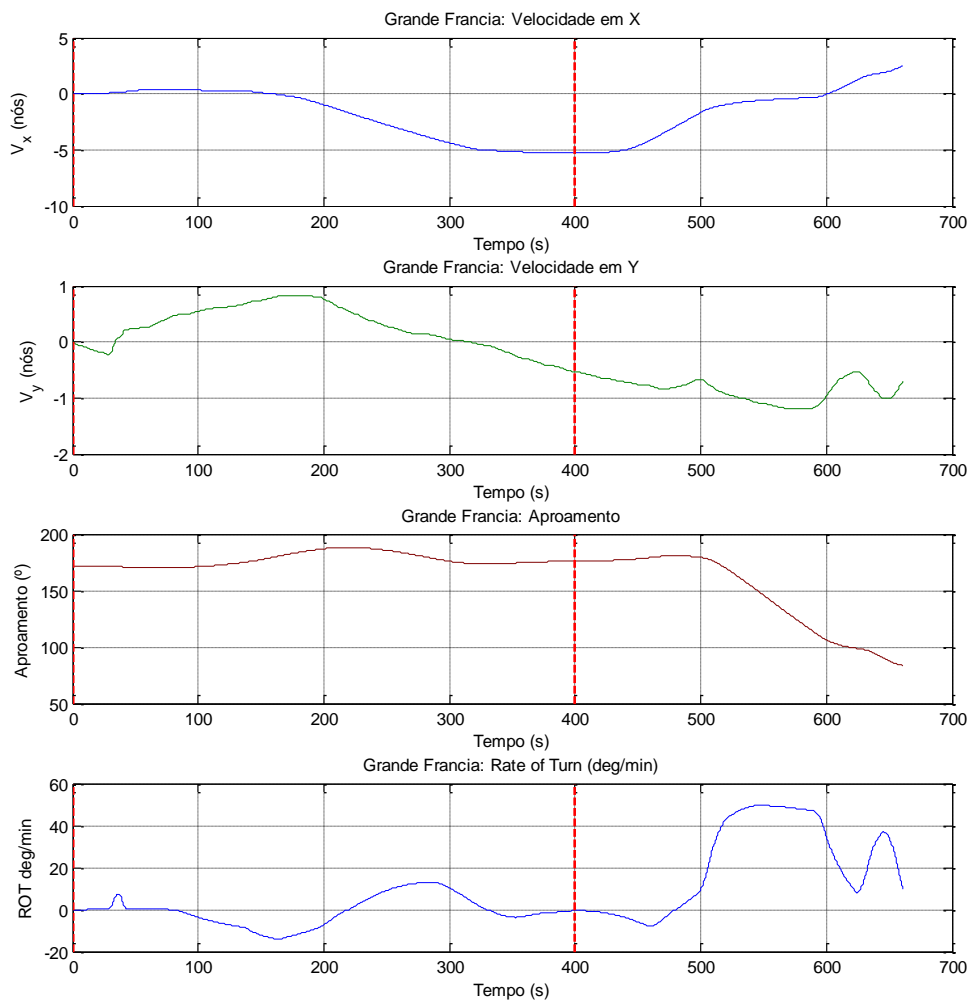 Grande Francia: Velocidade em X
5
0
-5
-10
V_x (nós)
0 100 200 300 400 500 600 700
Tempo (s)
Grande Francia: Velocidade em Y
1
0
-1
-2
V_y (nós)
0 100 200 300 400 500 600 700
Tempo (s)
Grande Francia: Aproamento
200
150
100
50
Aproamento (º)
0 100 200 300 400 500 600 700
Tempo (s)
Grande Francia: Rate of Turn (deg/min)
60
40
20
0
-20
ROT deg/min
0 100 200 300 400 500 600 700
Tempo (s)